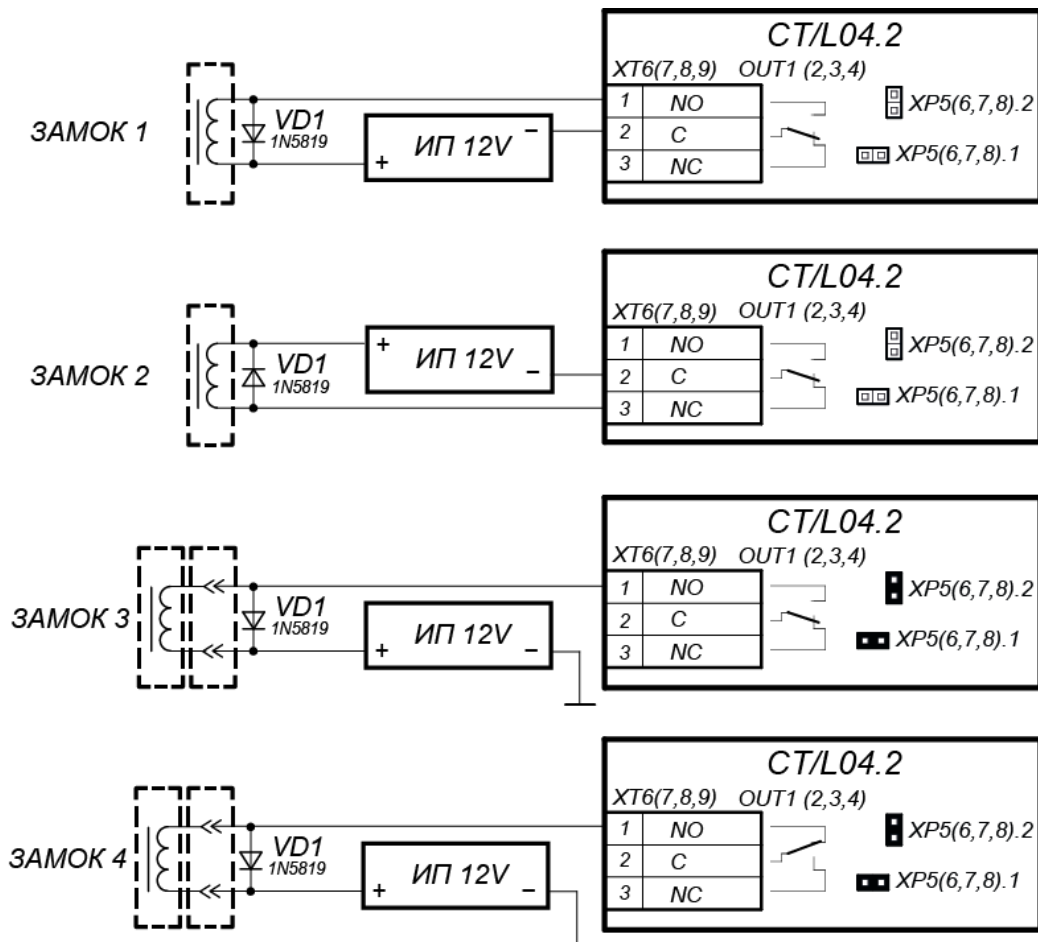 CT/L04.2
XT6(7,8,9) OUT1 (2,3,4)
1 NO
2 C
3 NC
XP5(6,7,8).2
XP5(6,7,8).1
ЗАМОК 1
VD1
1N5819
+ ИП 12V −
CT/L04.2
XT6(7,8,9) OUT1 (2,3,4)
1 NO
2 C
3 NC
XP5(6,7,8).2
XP5(6,7,8).1
ЗАМОК 2
VD1
1N5819
+ ИП 12V −
CT/L04.2
XT6(7,8,9) OUT1 (2,3,4)
1 NO
2 C
3 NC
XP5(6,7,8).2
XP5(6,7,8).1
ЗАМОК 3
VD1
1N5819
+ ИП 12V −
CT/L04.2
XT6(7,8,9) OUT1 (2,3,4)
1 NO
2 C
3 NC
XP5(6,7,8).2
XP5(6,7,8).1
ЗАМОК 4
VD1
1N5819
+ ИП 12V −